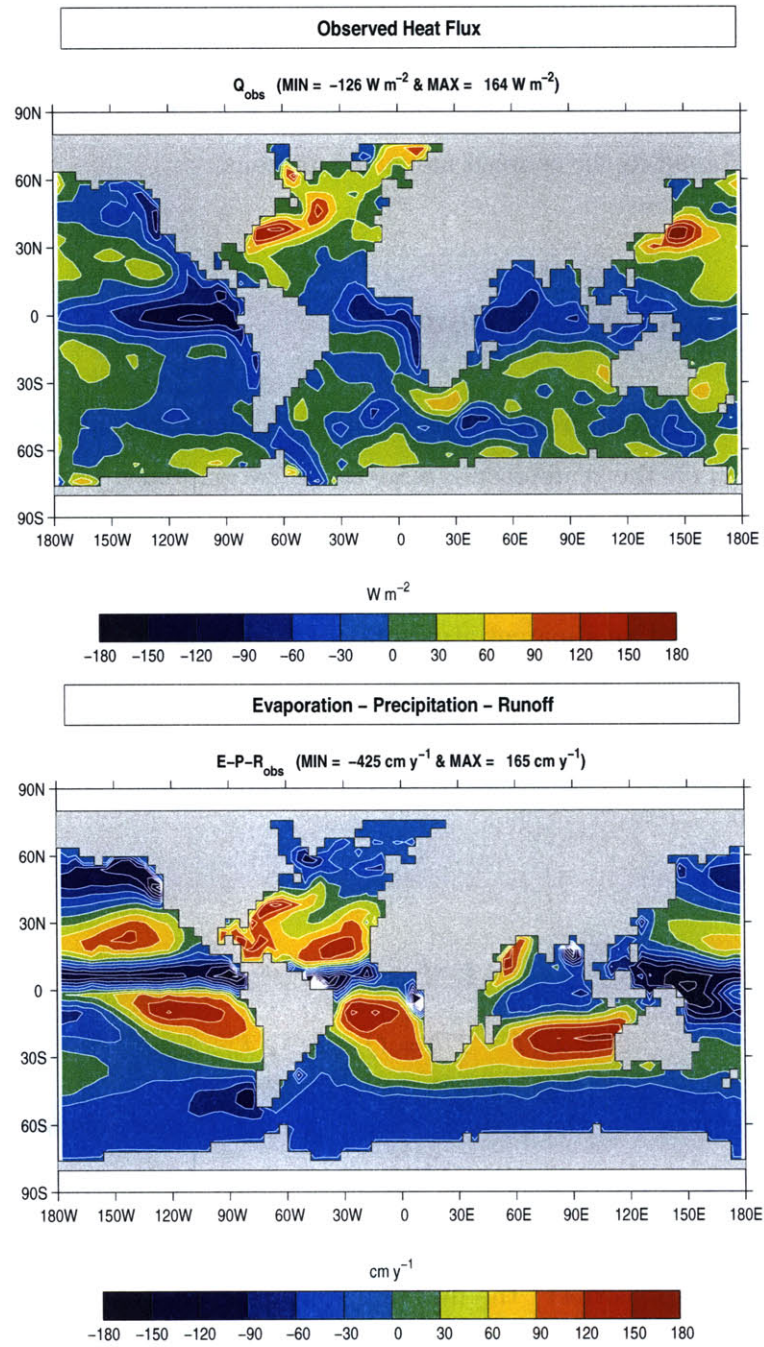 Observed Heat Flux
Qobs (MIN = −126 W m−2 & MAX = 164 W m−2)
90N
60N
30N
0
30S
60S
90S
180W 150W 120W 90W 60W 30W 0 30E 60E 90E 120E 150E 180E
W m−2
−180 −150 −120 −90 −60 −30 0 30 60 90 120 150 180
Evaporation − Precipitation − Runoff
E−P−Robs (MIN = −425 cm y−1 & MAX = 165 cm y−1)
90N
60N
30N
0
30S
60S
90S
180W 150W 120W 90W 60W 30W 0 30E 60E 90E 120E 150E 180E
cm y−1
−180 −150 −120 −90 −60 −30 0 30 60 90 120 150 180